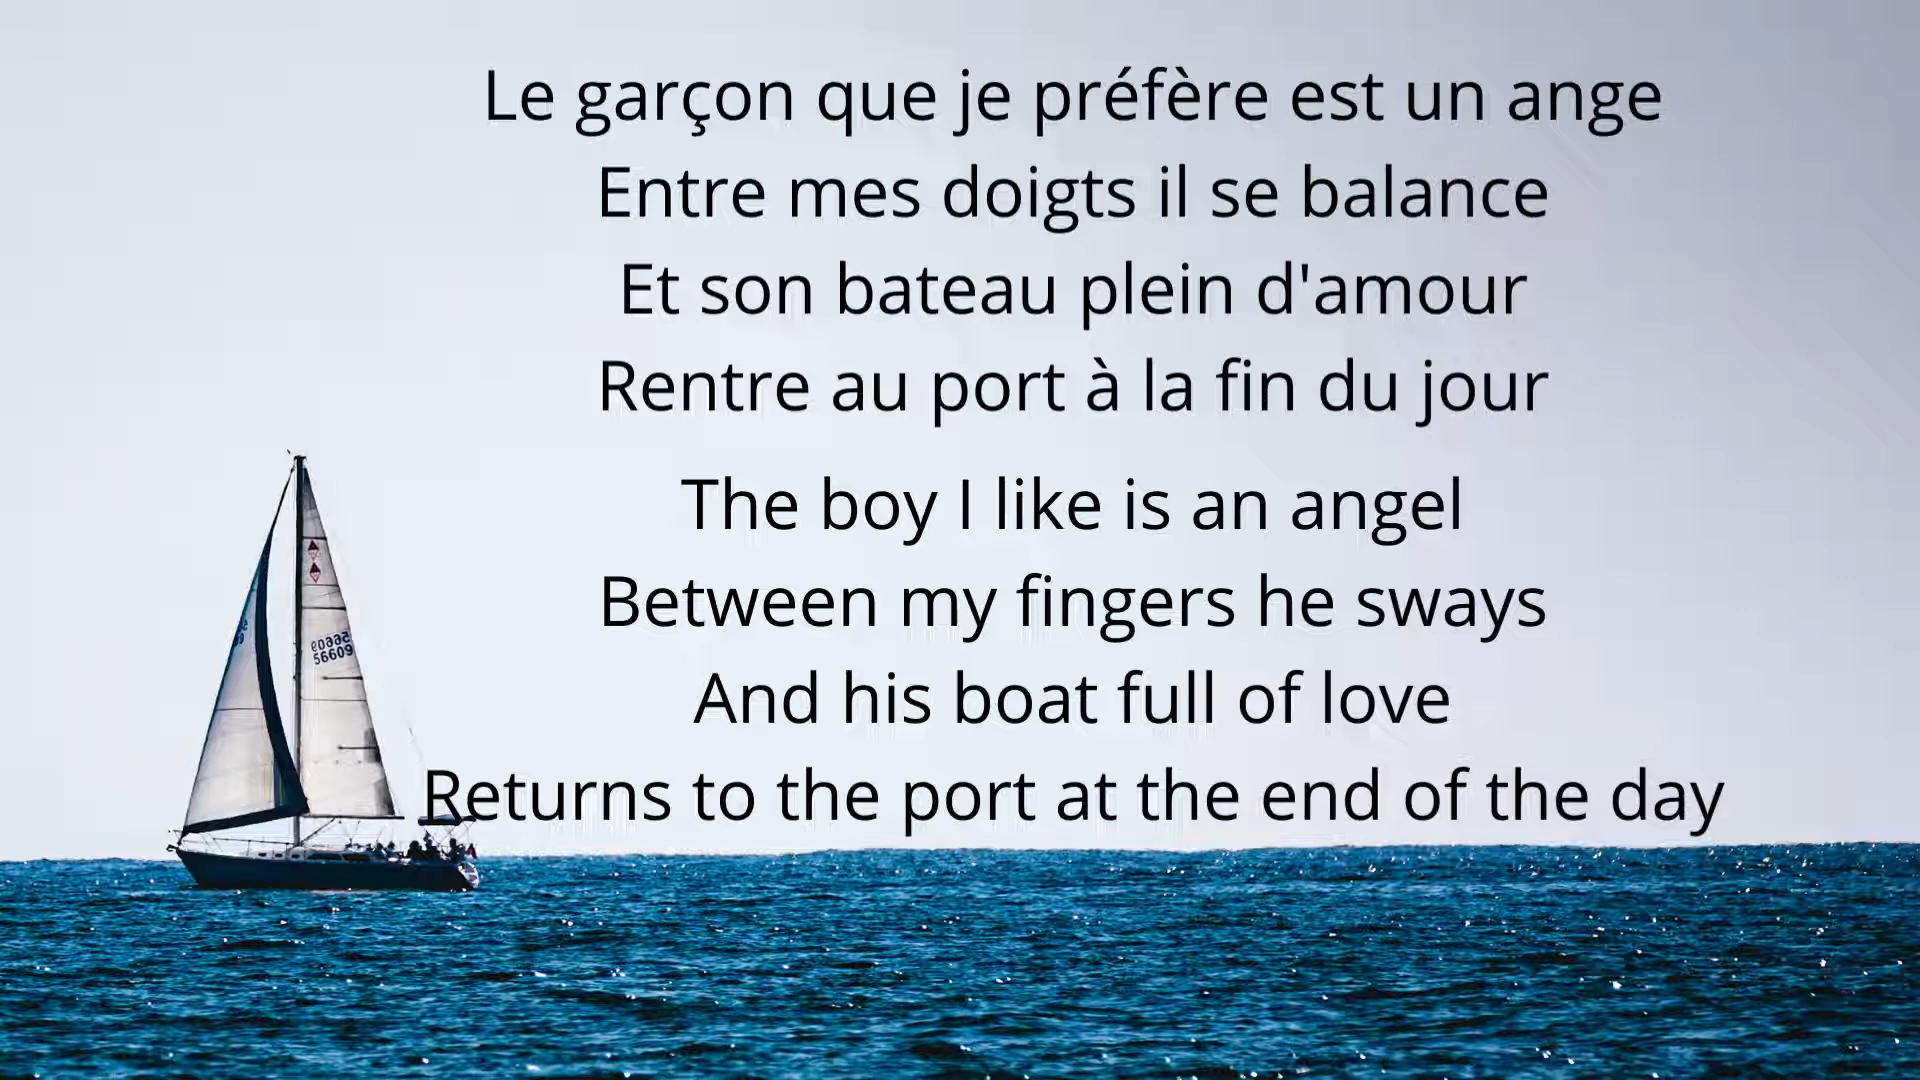 Le garçon que je préfère est un ange
Entre mes doigts il se balance
Et son bateau plein d'amour
Rentre au port à la fin du jour
The boy I like is an angel
Between my fingers he sways
And his boat full of love
Returns to the port at the end of the day
56609
56609